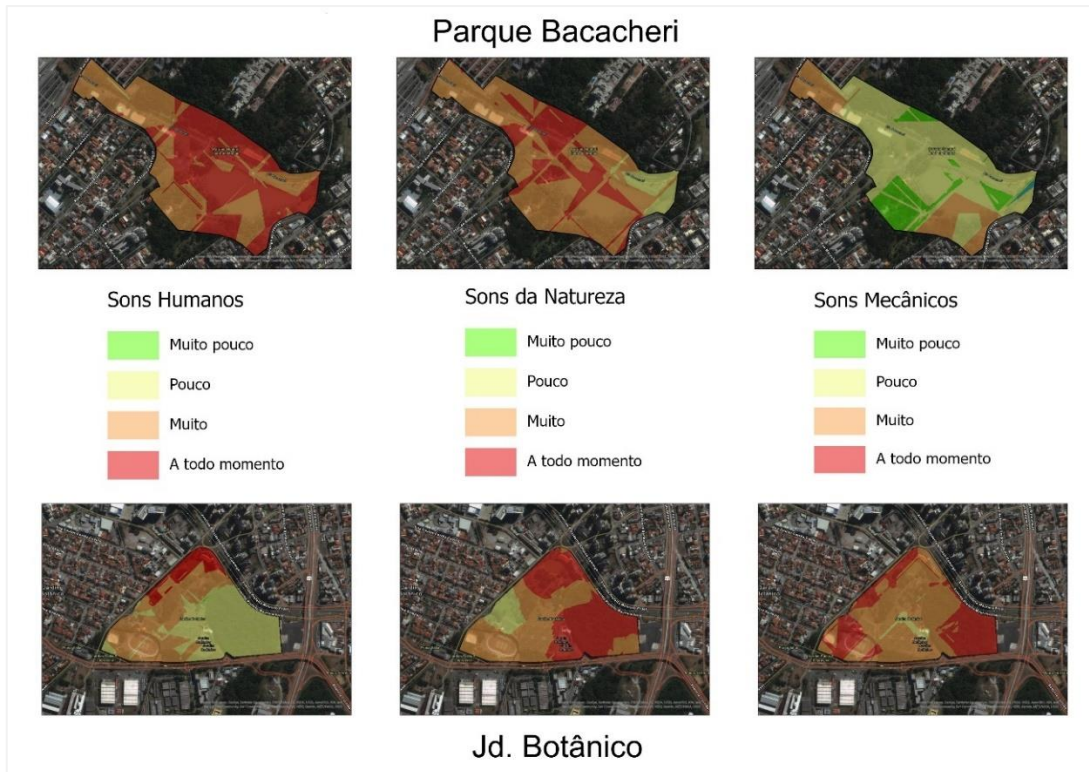 Parque Bacacheri
Sons Humanos
Muito pouco
Pouco
Muito
A todo momento
Sons da Natureza
Muito pouco
Pouco
Muito
A todo momento
Sons Mecânicos
Muito pouco
Pouco
Muito
A todo momento
Jd. Botânico